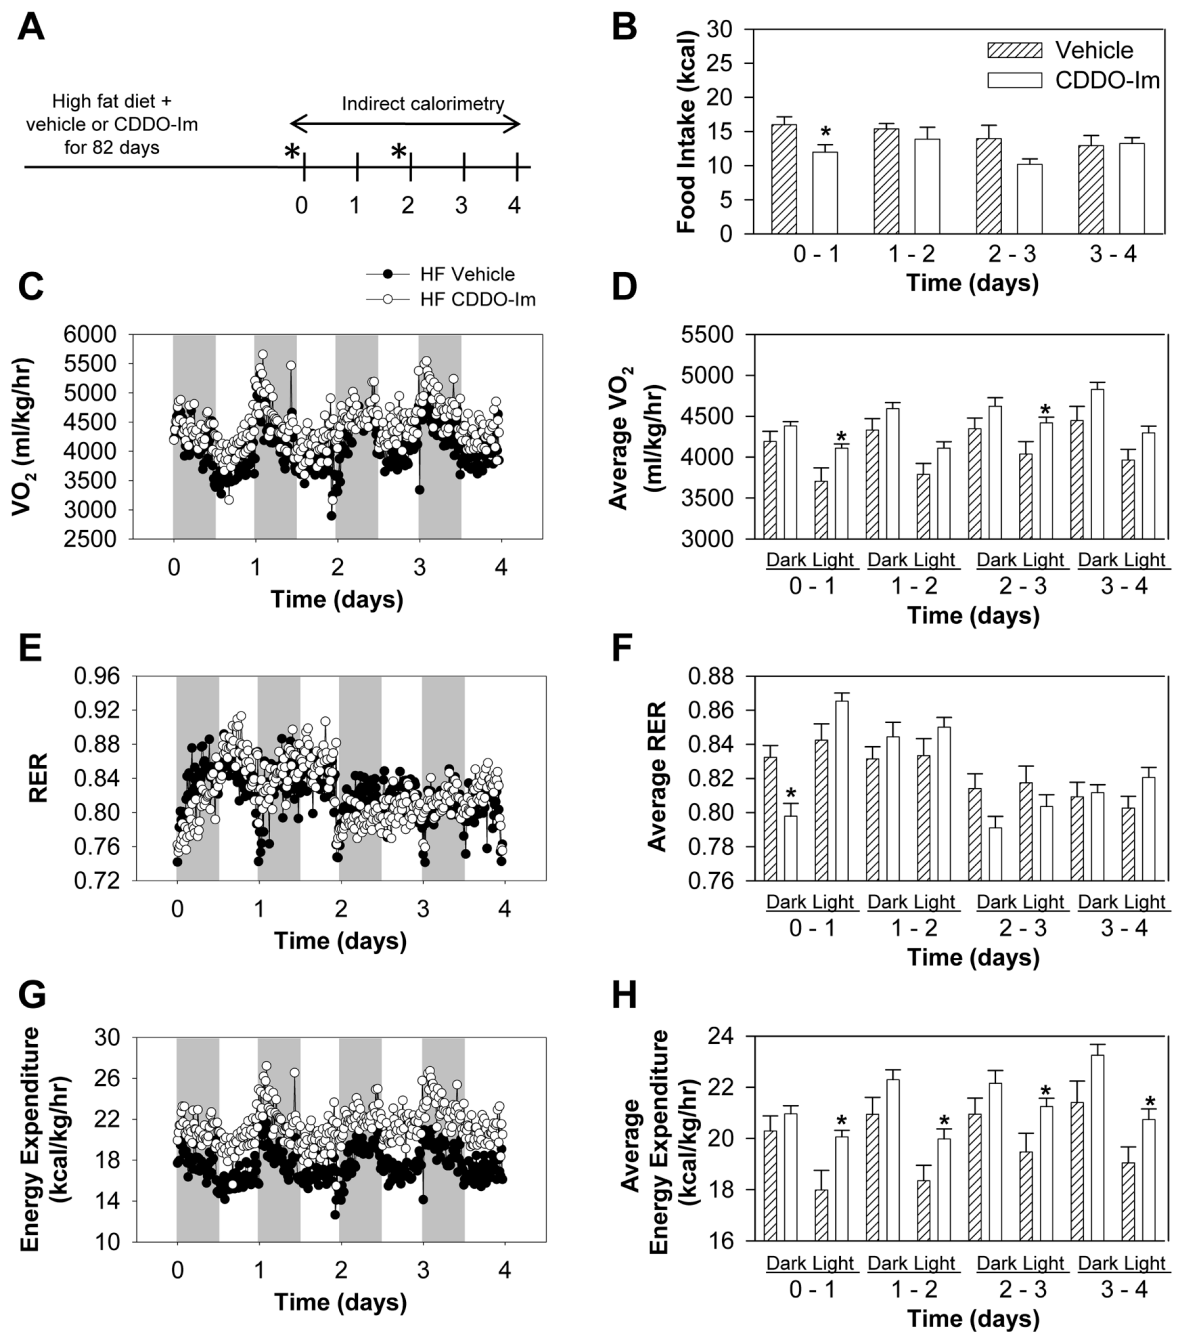 A
High fat diet +
vehicle or CDDO-Im
for 82 days
Indirect calorimetry
* *
0 1 2 3 4
B
Food Intake (kcal)
30
25
20
15
10
5
0
Vehicle
CDDO-Im
*
0 - 1 1 - 2 2 - 3 3 - 4
Time (days)
C
HF Vehicle
HF CDDO-Im
VO2 (ml/kg/hr)
6000
5500
5000
4500
4000
3500
3000
2500
0 1 2 3 4
Time (days)
D
Average VO2
(ml/kg/hr)
5500
5000
4500
4000
3500
3000
* *
Dark Light Dark Light Dark Light Dark Light
0 - 1 1 - 2 2 - 3 3 - 4
Time (days)
E
RER
0.96
0.92
0.88
0.84
0.80
0.76
0.72
0 1 2 3 4
Time (days)
F
Average RER
0.88
0.86
0.84
0.82
0.80
0.78
0.76
*
Dark Light Dark Light Dark Light Dark Light
0 - 1 1 - 2 2 - 3 3 - 4
Time (days)
G
Energy Expenditure
(kcal/kg/hr)
30
26
22
18
14
10
0 1 2 3 4
Time (days)
H
Average
Energy Expenditure
(kcal/kg/hr)
24
22
20
18
16
* * * *
Dark Light Dark Light Dark Light Dark Light
0 - 1 1 - 2 2 - 3 3 - 4
Time (days)